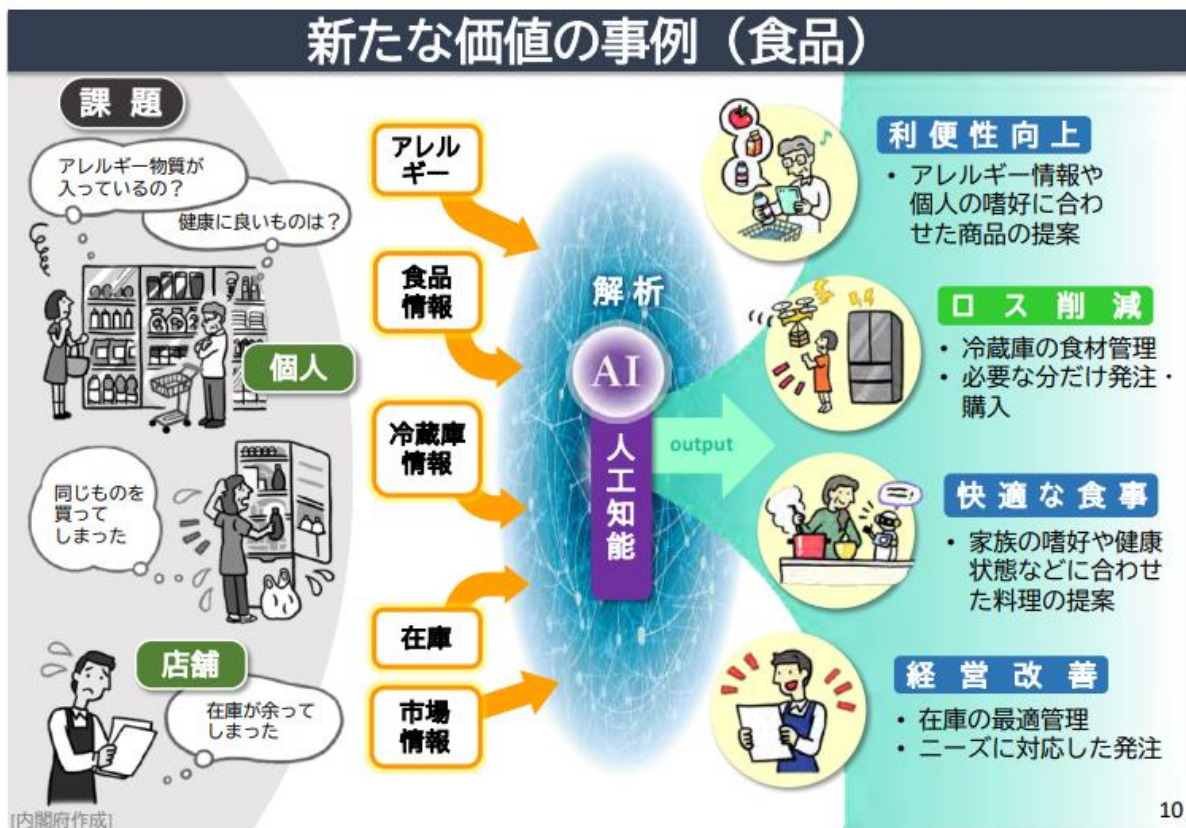 新たな価値の事例（食品）
課題
アレルギー物質が
入っているの？
健康に良いものは？
個人
同じものを
買って
しまった
店舗
在庫が余って
しまった
アレル
ギー
食品
情報
冷蔵庫
情報
在庫
市場
情報
解析
AI
人工知能
output
利便性向上
• アレルギー情報や
個人の嗜好に合わ
せた商品の提案
ロス削減
• 冷蔵庫の食材管理
• 必要な分だけ発注・
購入
快適な食事
• 家族の嗜好や健康
状態などに合わせ
た料理の提案
経営改善
• 在庫の最適管理
• ニーズに対応した発注
[内閣府作成]
10